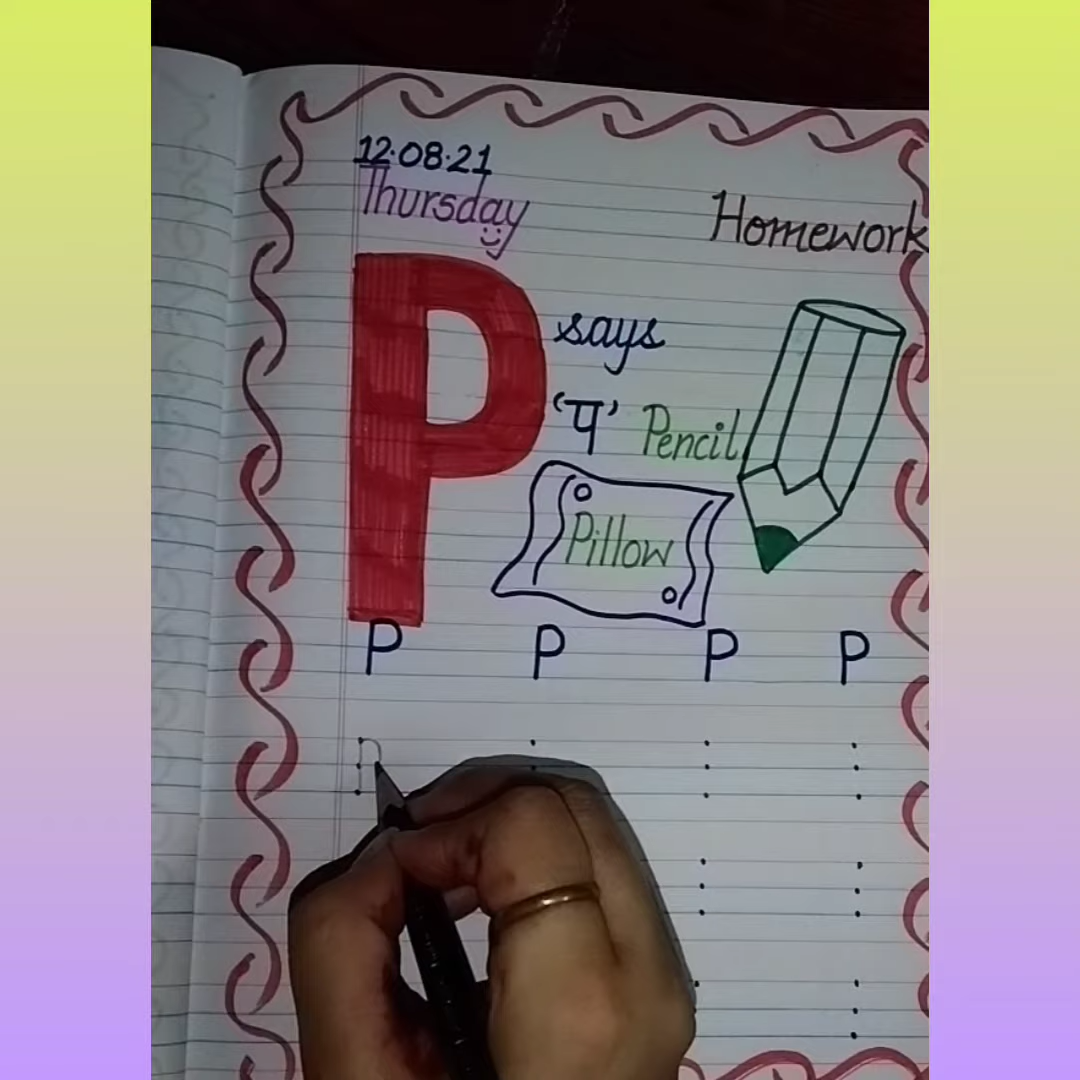 12.08.21
Thursday
Homework
P says
'प' Pencil
Pillow
P P P P
P